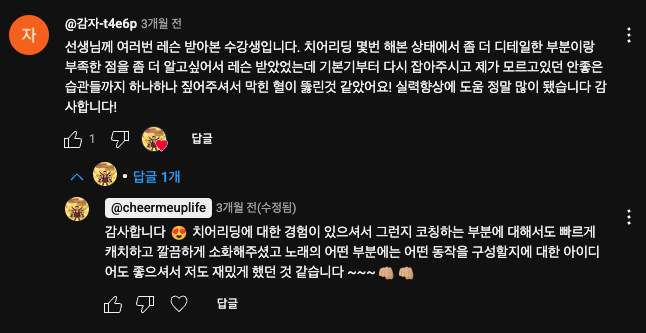 자
@감자-t4e6p 3개월 전
선생님께 여러번 레슨 받아본 수강생입니다. 치어리딩 몇번 해본 상태에서 좀 더 디테일한 부분이랑
부족한 점을 좀 더 알고싶어서 레슨 받았었는데 기본기부터 다시 잡아주시고 제가 모르고있던 안좋은
습관들까지 하나하나 짚어주셔서 막힌 혈이 뚫린것 같았어요! 실력향상에 도움 정말 많이 됐습니다 감
사합니다!
1 답글
답글 1개
@cheermeuplife 3개월 전(수정됨)
감사합니다 😍 치어리딩에 대한 경험이 있으셔서 그런지 코칭하는 부분에 대해서도 빠르게
캐치하고 깔끔하게 소화해주셨고 노래의 어떤 부분에는 어떤 동작을 구성할지에 대한 아이디
어도 좋으셔서 저도 재밌게 했던 것 같습니다 ~~~👊🏼👊🏼
답글